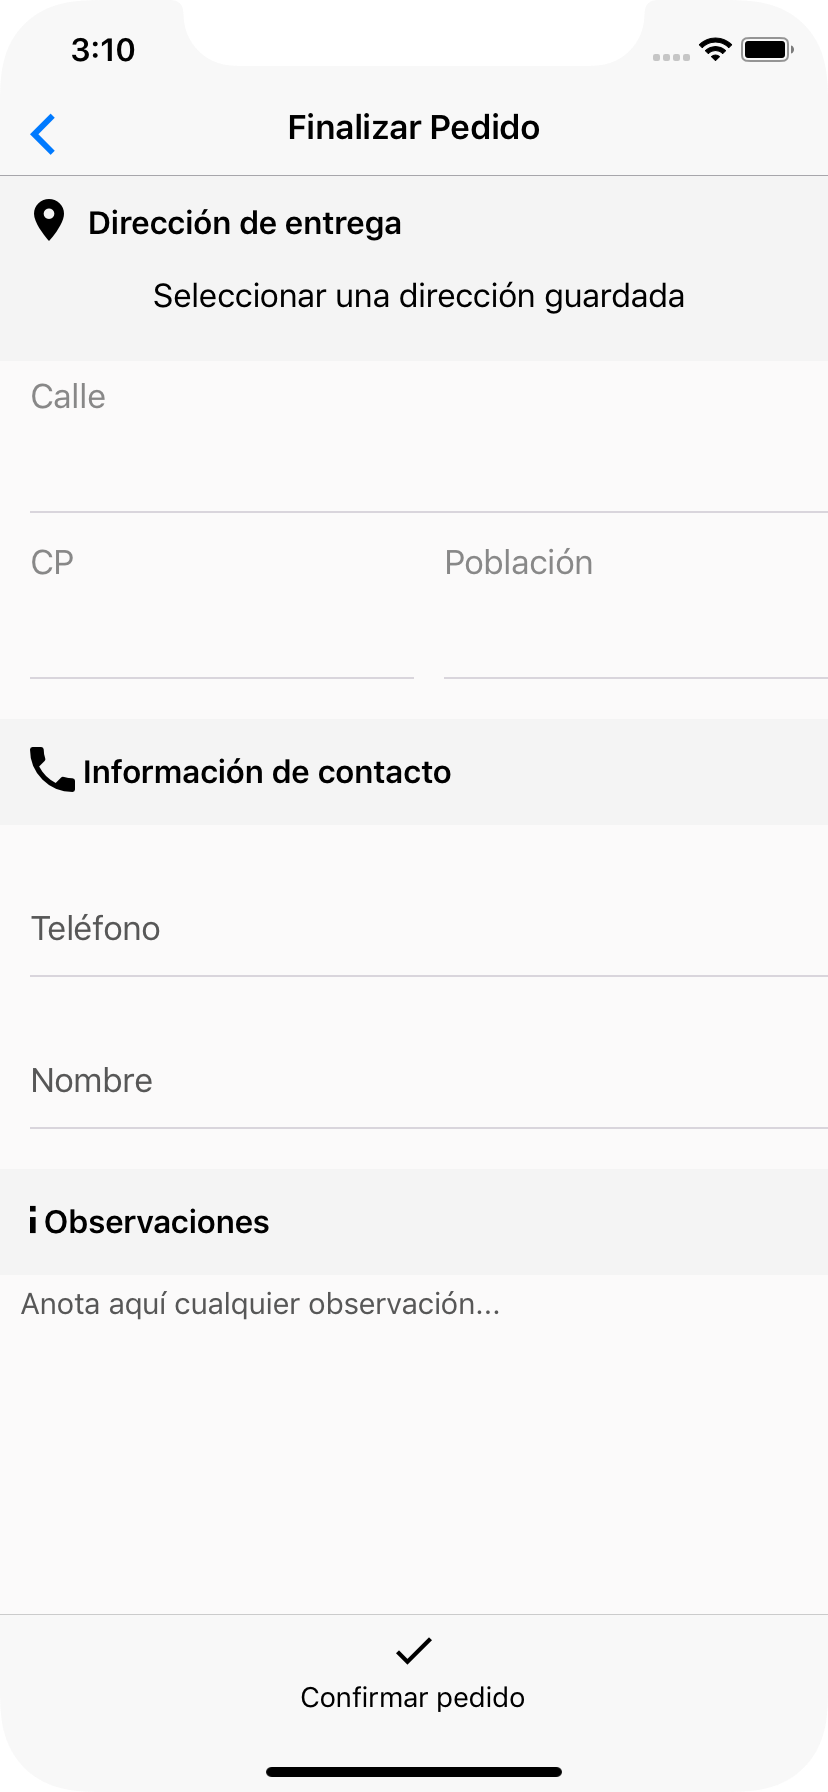 3:10
Finalizar Pedido
Dirección de entrega
Seleccionar una dirección guardada
Calle
CP Población
Información de contacto
Teléfono
Nombre
Observaciones
Anota aquí cualquier observación...
Confirmar pedido